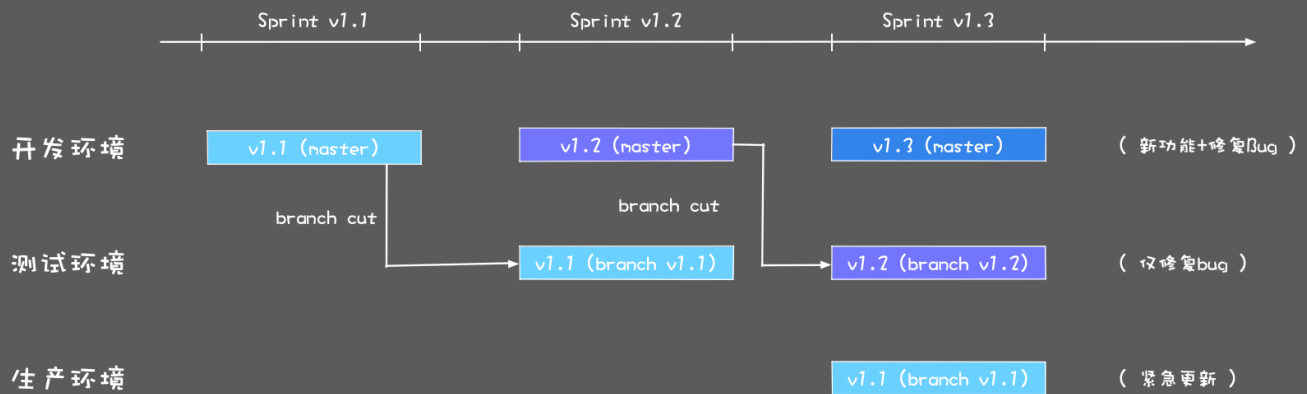 Sprint v1.1 Sprint v1.2 Sprint v1.3
开发环境 v1.1 (master) v1.2 (master) v1.3 (master) ( 新功能+修复Bug )
branch cut branch cut
测试环境 v1.1 (branch v1.1) v1.2 (branch v1.2) ( 仅修复bug )
生产环境 v1.1 (branch v1.1) ( 紧急更新 )